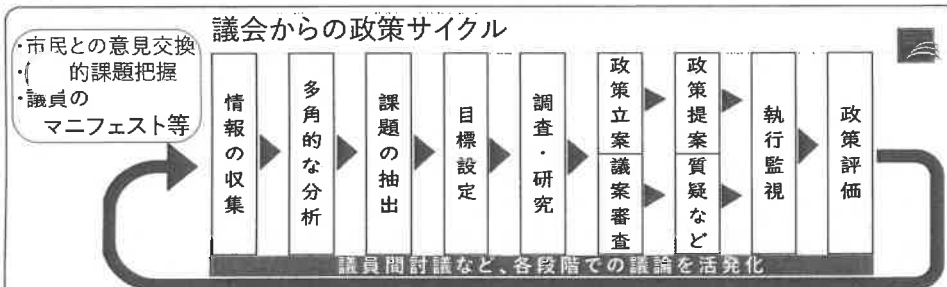 議会からの政策サイクル
・市民との意見交換
・(　　的課題把握
・議員の
マニフェスト等
情報の収集
多角的な分析
課題の抽出
目標設定
調査・研究
政策立案
議案審査
政策提案
質疑など
執行監視
政策評価
議員間討議など、各段階での議論を活発化